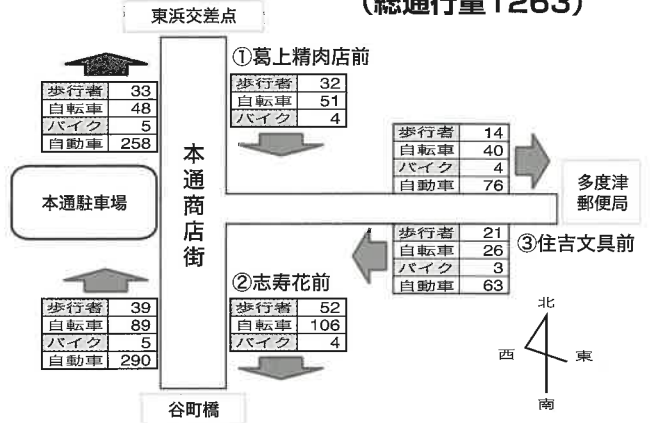 (総通行量1263)
東浜交差点
①葛上精肉店前
歩行者 33
自転車 48
バイク 5
自動車 258
歩行者 32
自転車 51
バイク 4
歩行者 14
自転車 40
バイク 4
自動車 76
本通商店街
本通駐車場
多度津
郵便局
歩行者 21
自転車 26
バイク 3
自動車 63
③住吉文具前
②志寿花前
歩行者 39
自転車 89
バイク 5
自動車 290
歩行者 52
自転車 106
バイク 4
谷町橋
北
西
東
南